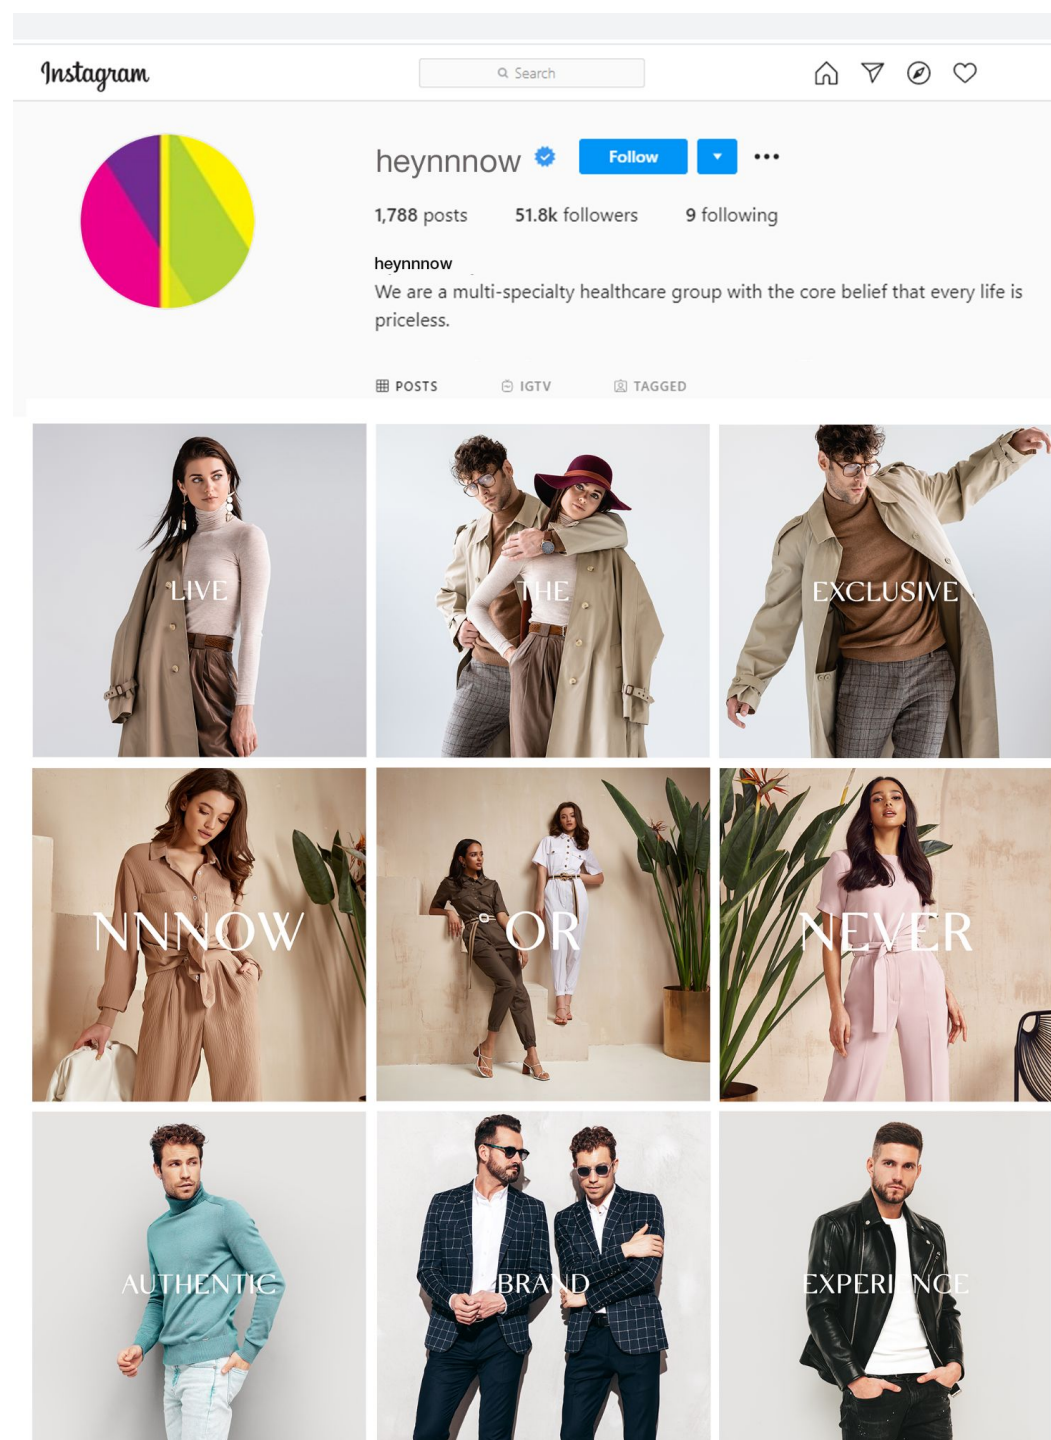 Instagram
Search
heynnnow
Follow
1,788 posts 51.8k followers 9 following
heynnnow
We are a multi-specialty healthcare group with the core belief that every life is
priceless.
POSTS IGTV TAGGED
LIVE THE EXCLUSIVE
NNNOW OR NEVER
AUTHENTIC BRAND EXPERIENCE